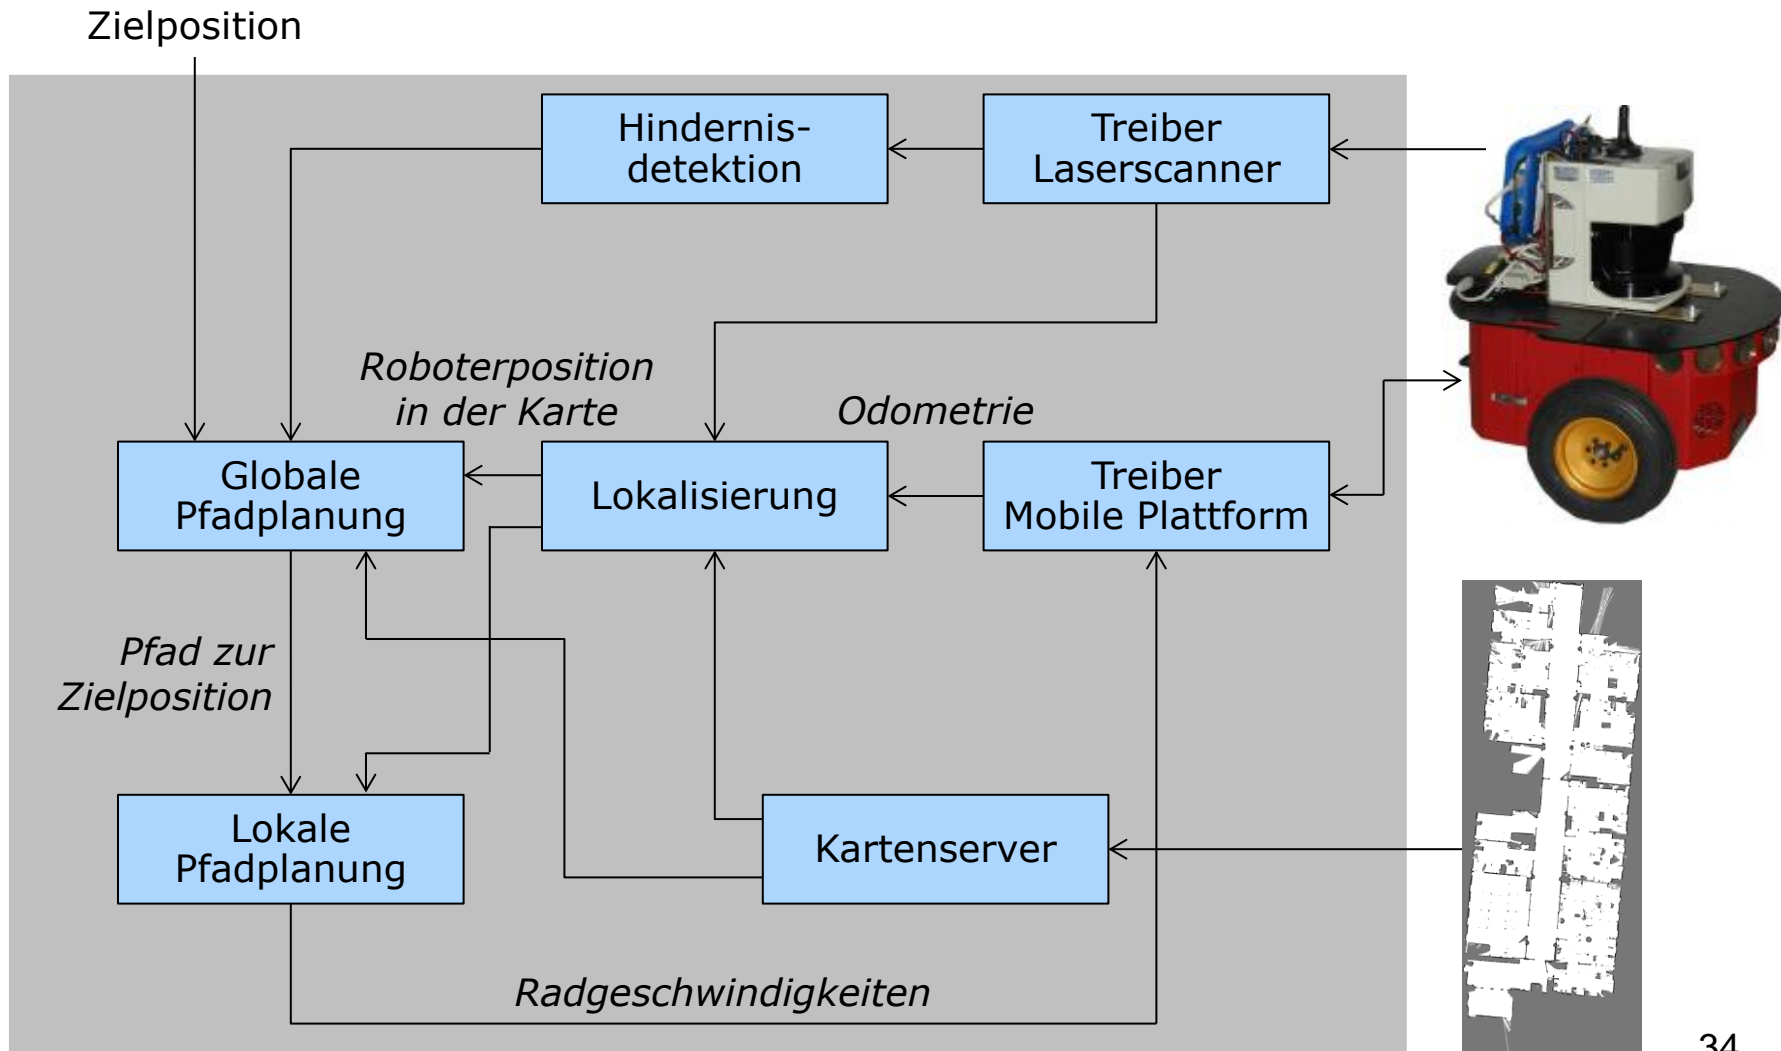 Zielposition
Hindernis-
detektion
Treiber
Laserscanner
Roboterposition
in der Karte
Odometrie
Globale
Pfadplanung
Lokalisierung
Treiber
Mobile Plattform
Pfad zur
Zielposition
Lokale
Pfadplanung
Kartenserver
Radgeschwindigkeiten
34